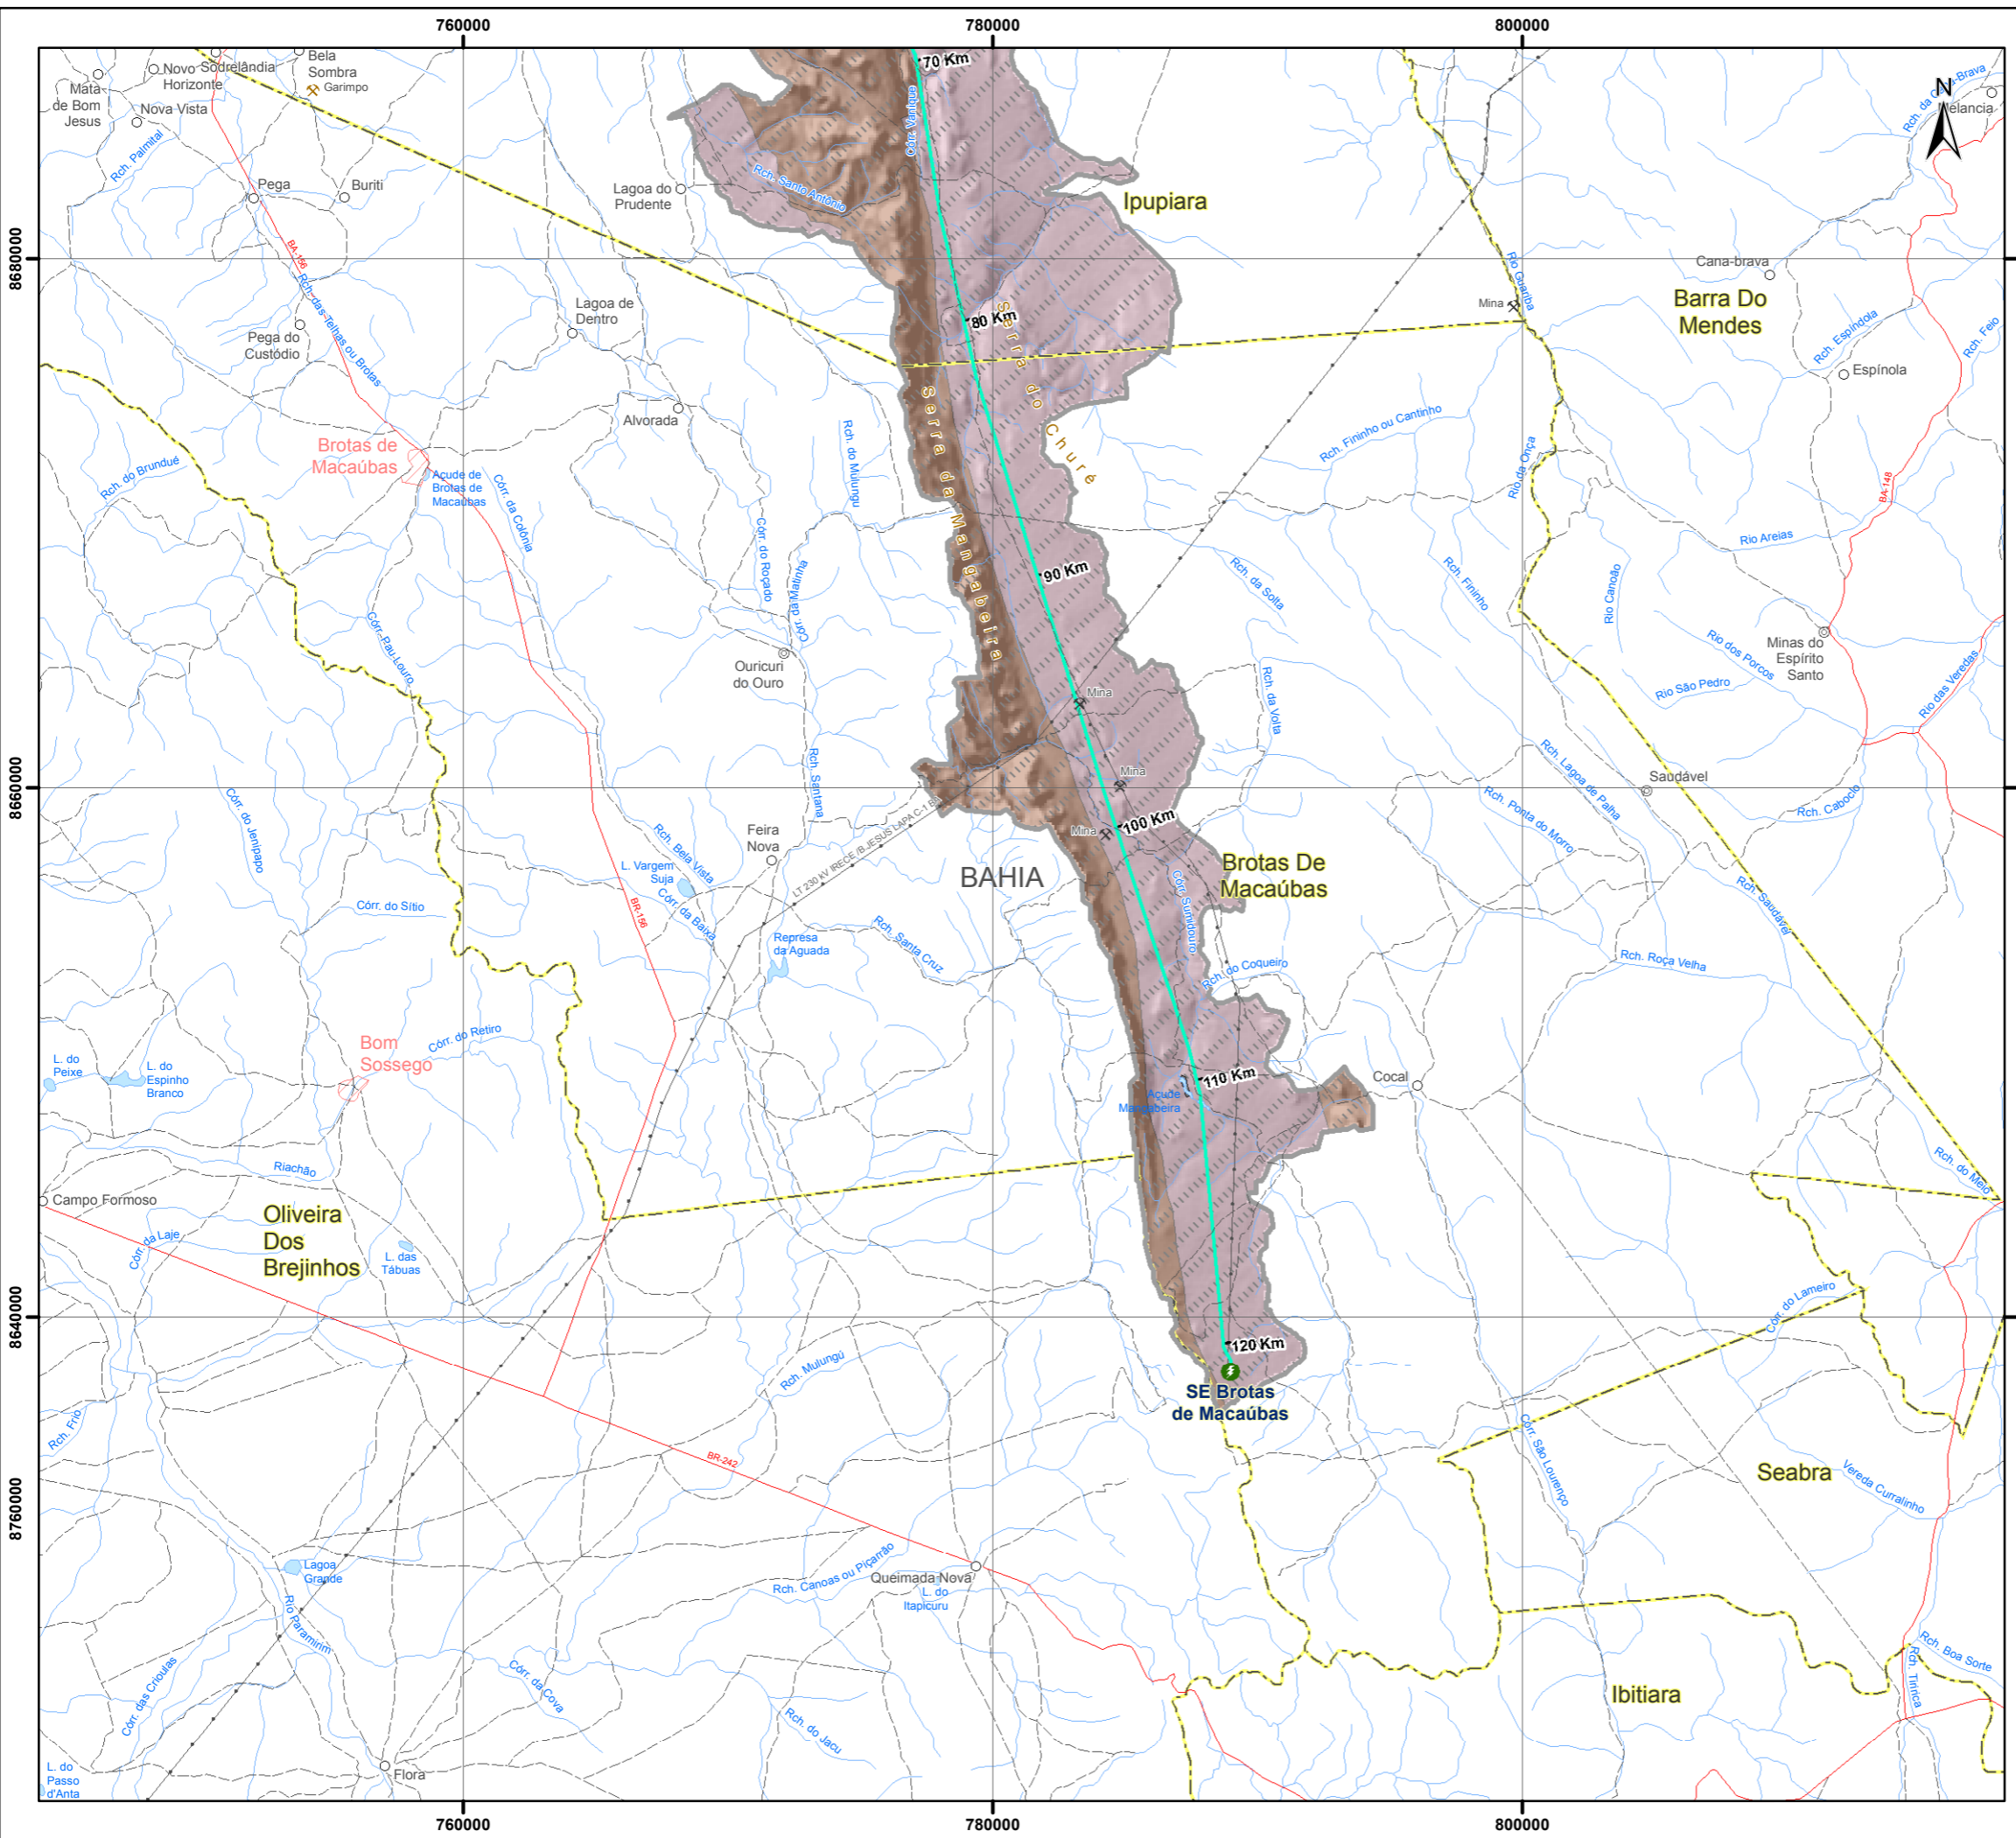 760000
780000
800000
Bela
Sombra
Garimpo
Novo
Horizonte
Sodrelândia
Mata
de Bom
Jesus
Nova Vista
Rch. Palmital
Pega
Buriti
BA-156
Rch. das Telhas ou Brotas
Lagoa do
Prudente
Rch. Santo Antônio
Córr. Vanique
70 Km
Ipupiara
N
Melancia
8680000
Rio Guariba
Mina
Cana-brava
Barra Do
Mendes
Rch. Espíndola
Rch. Feio
Espínola
Pega do
Custódio
Lagoa de
Dentro
80 Km
Serra do Churé
Alvorada
Rch. do Mulungu
Serra da Mangabeira
Rch. Fininho ou Cantinho
Rio da Onça
BA-148
Brotas de
Macaúbas
Açude de
Brotas de
Macaúbas
Rch. do Brundué
Córr. da Colônia
Córr. do Roçado
Córr. da Matinha
90 Km
Rch. da Solta
Rch. Fininho
Rio Areias
Rio Canoão
Rio dos Porcos
Minas do
Espírito
Santo
Rio São Pedro
Rio das Veredas
Córr. Pau-Louro
Ouricuri
do Ouro
Mina
Rch. da Volta
8660000
Rch. Santana
Mina
Rch. Lagoa de Palha
Saudável
Rch. Ponta do Morro
Rch. Caboclo
Córr. do Jenipapo
Rch. Bela Vista
L. Vargem
Suja
Córr. da Baixa
Feira
Nova
Mina
100 Km
BAHIA
Brotas De
Macaúbas
Córr. Sumidouro
Rch. Saudável
Córr. do Sítio
BR-156
Represa
da Aguada
Rch. Santa Cruz
Rch. do Coqueiro
Rch. Roça Velha
Bom
Sossego
Córr. do Retiro
L. do
Peixe
L. do
Espinho
Branco
110 Km
Açude
Mangabeira
Cocal
Riachão
Rch. do Meio
Campo Formoso
Oliveira
Dos
Brejinhos
Córr. da Laje
L. das
Tábuas
Córr. do Lameiro
8640000
120 Km
SE Brotas
de Macaúbas
Rch. Mulungú
Rch. Frio
BR-242
Córr. São Lourenço
Seabra
Vereda Curralinho
8760000
Lagoa
Grande
Rio Paramirim
Rch. Canoas ou Piçarrão
Queimada Nova
L. do
Itapicuru
Córr. das Crioulas
Córr. da Cova
Rch. do Jacu
Ibitiara
Rch. Boa Sorte
Rch. Tiririca
L. do
Passo
d'Anta
Flora
760000
780000
800000